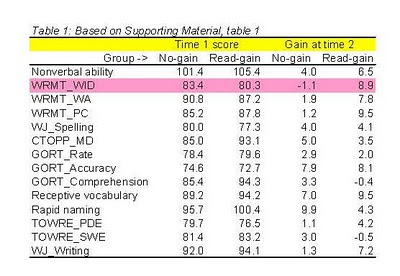 Table 1: Based on Supporting Material, table 1
Time 1 score Gain at time 2
Group -> No-gain Read-gain No-gain Read-gain
Nonverbal ability 101.4 105.4 4.0 6.5
WRMT_WID 83.4 80.3 -1.1 8.9
WRMT_WA 90.8 87.2 1.9 7.8
WRMT_PC 85.2 87.8 1.2 9.5
WJ_Spelling 80.0 77.3 4.0 4.1
CTOPP_MD 85.0 93.1 5.0 3.5
GORT_Rate 78.4 79.6 2.9 2.0
GORT_Accuracy 74.6 72.7 7.9 8.1
GORT_Comprehension 85.4 94.3 3.3 -0.4
Receptive vocabulary 89.2 94.2 7.0 9.5
Rapid naming 95.7 100.4 9.9 4.3
TOWRE_PDE 79.7 76.5 1.1 4.2
TOWRE_SWE 81.4 83.2 3.0 -0.5
WJ_Writing 92.0 94.1 1.3 7.2